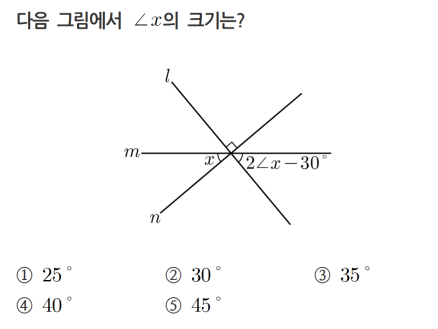 다음 그림에서 ∠x의 크기는?
l
m
x 2∠x−30°
n
① 25° ② 30° ③ 35°
④ 40° ⑤ 45°